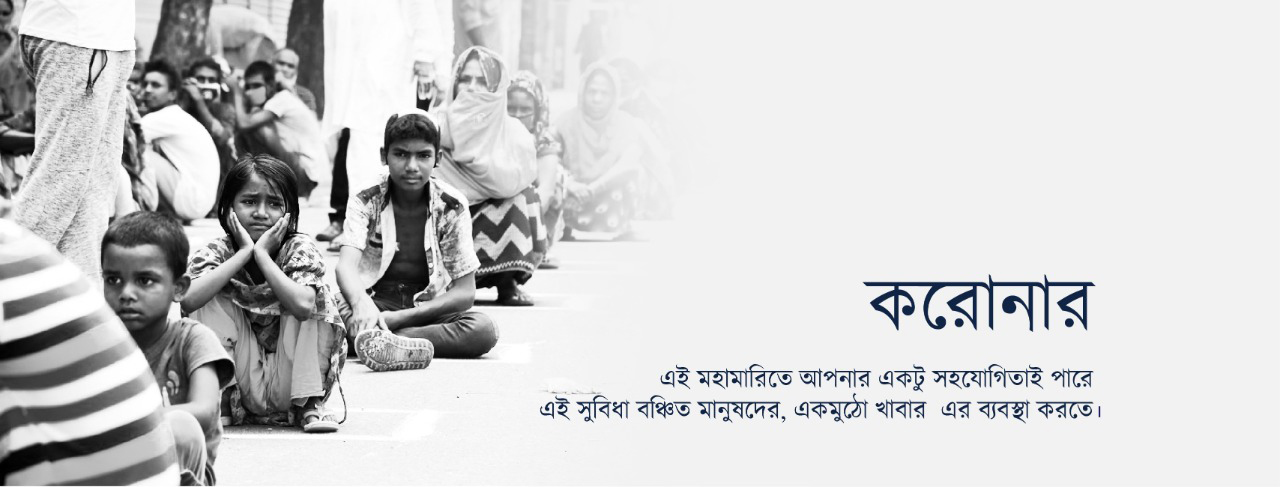 করোনার
এই মহামারিতে আপনার একটু সহযোগিতাই পারে
এই সুবিধা বঞ্চিত মানুষদের, একমুঠো খাবার এর ব্যবস্থা করতে।